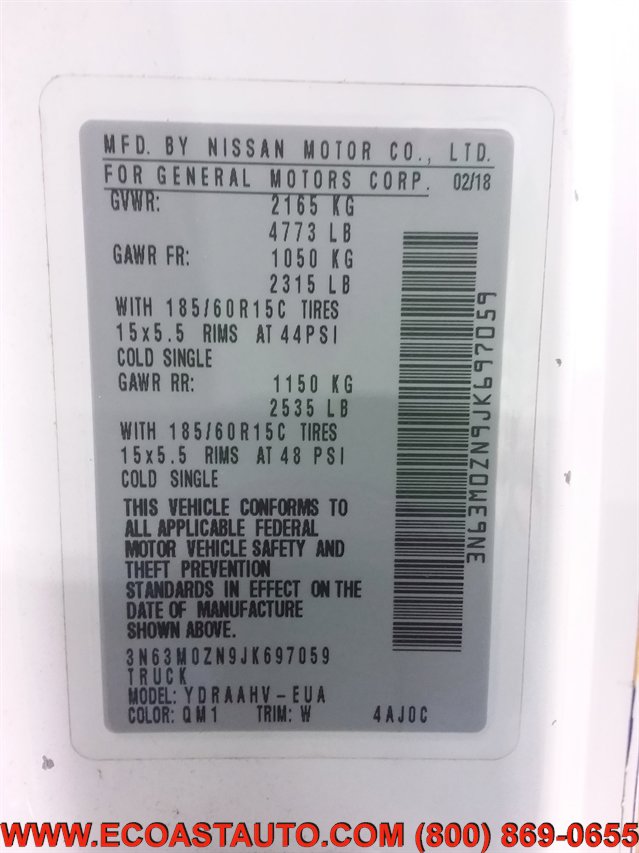 MFD. BY NISSAN MOTOR CO., LTD.
FOR GENERAL MOTORS CORP. 02/18
GVWR: 2165 KG
4773 LB
GAWR FR: 1050 KG
2315 LB
WITH 185/60R15C TIRES
15x5.5 RIMS AT 44PSI
COLD SINGLE
GAWR RR: 1150 KG
2535 LB
WITH 185/60R15C TIRES
15x5.5 RIMS AT 48 PSI
COLD SINGLE
THIS VEHICLE CONFORMS TO
ALL APPLICABLE FEDERAL
MOTOR VEHICLE SAFETY AND
THEFT PREVENTION
STANDARDS IN EFFECT ON THE
DATE OF MANUFACTURE
SHOWN ABOVE.
3N63M0ZN9JK697059
TRUCK
MODEL: YDRAAHV-EUA
COLOR: QM1 TRIM: W 4AJ0C
3N63M0ZN9JK697059
WWW.ECOASTAUTO.COM (800) 869-0655